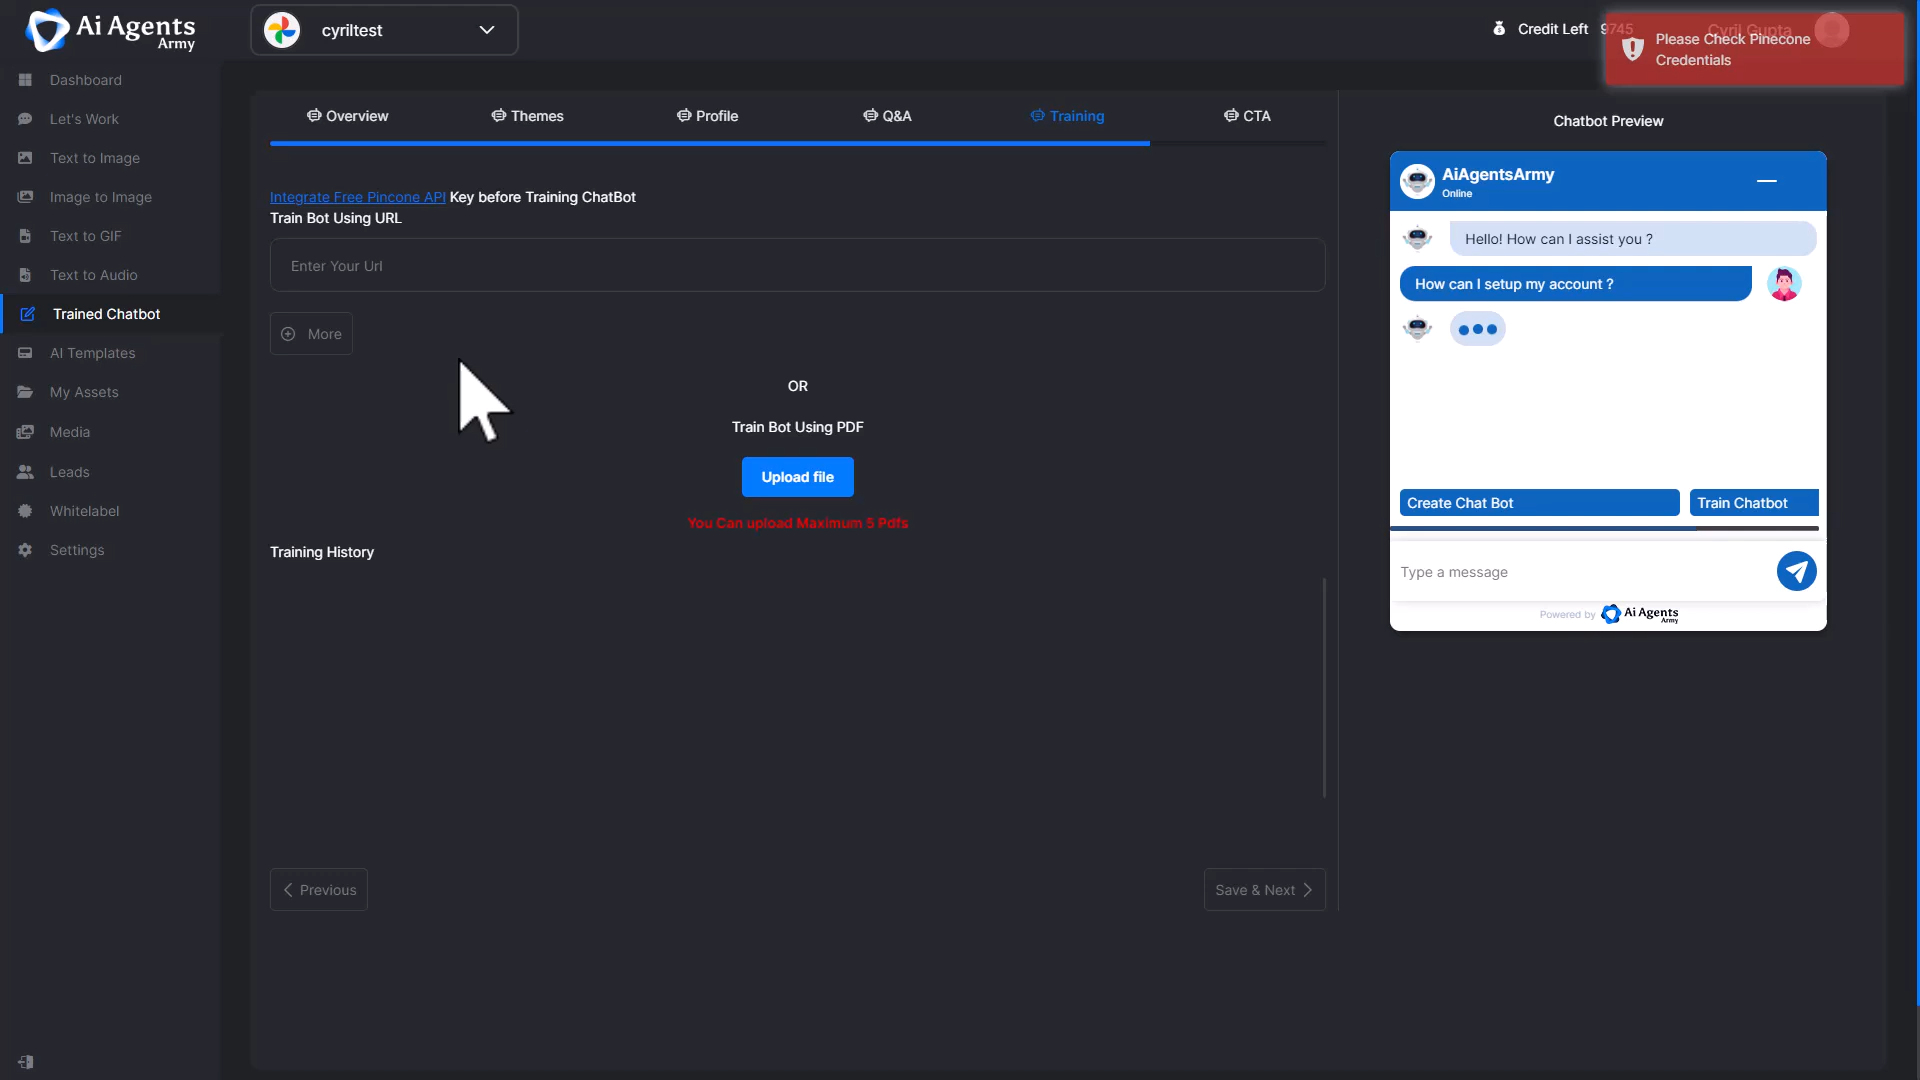 Ai Agents
Army
cyriltest
Credit Left 9745
Cyril Gupta
Please Check Pinecone
Credentials
Dashboard
Let's Work
Text to Image
Image to Image
Text to GIF
Text to Audio
Trained Chatbot
AI Templates
My Assets
Media
Leads
Whitelabel
Settings
Overview
Themes
Profile
Q&A
Training
CTA
Integrate Free Pincone API Key before Training ChatBot
Train Bot Using URL
Enter Your Url
More
OR
Train Bot Using PDF
Upload file
You Can upload Maximum 5 Pdfs
Training History
Previous
Save & Next
Chatbot Preview
AiAgentsArmy
Online
Hello! How can I assist you ?
How can I setup my account ?
Create Chat Bot
Train Chatbot
Type a message
Powered by Ai Agents
Army